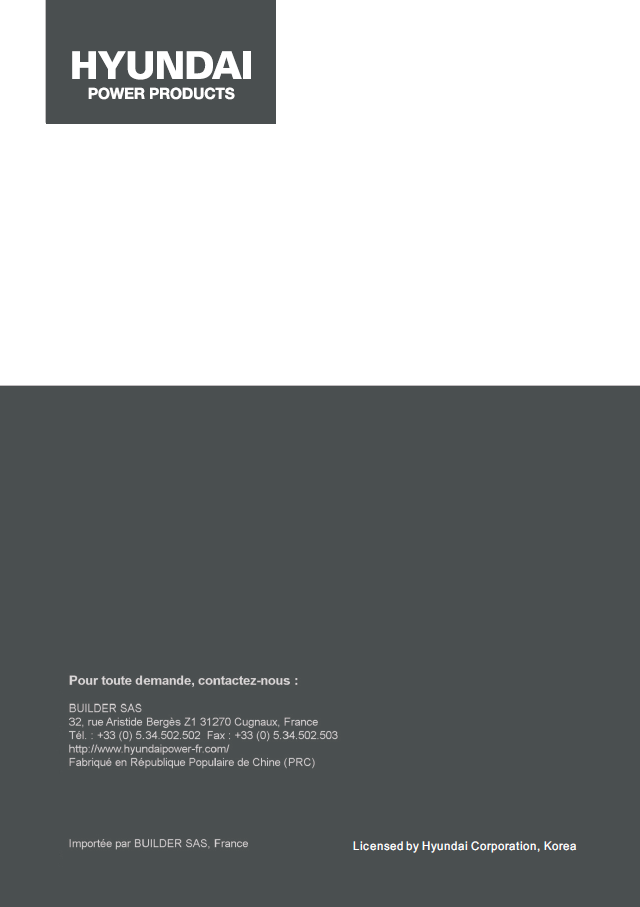 HYUNDAI
POWER PRODUCTS
Pour toute demande, contactez-nous :
BUILDER SAS
32, rue Aristide Bergès Z1 31270 Cugnaux, France
Tél. : +33 (0) 5.34.502.502 Fax : +33 (0) 5.34.502.503
http://www.hyundaipower-fr.com/
Fabriqué en République Populaire de Chine (PRC)
Importée par BUILDER SAS, France
Licensed by Hyundai Corporation, Korea